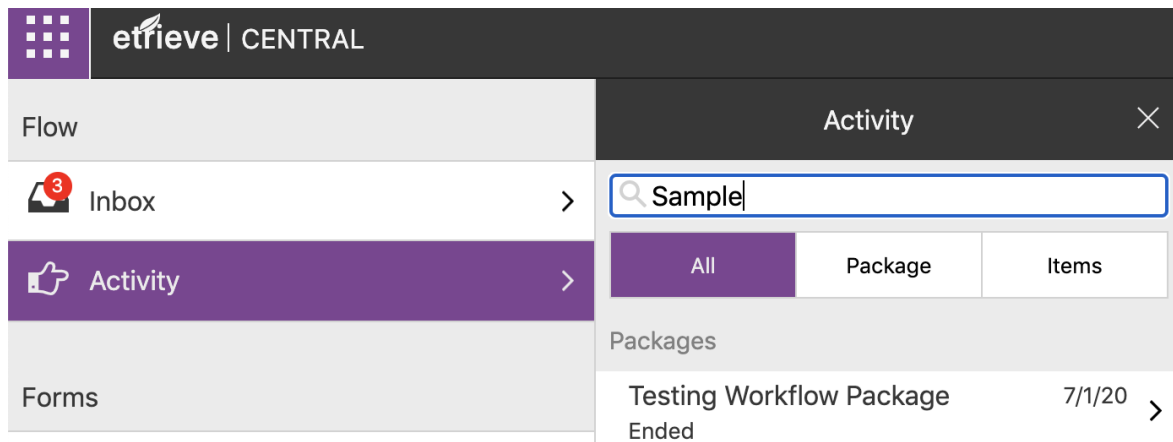 etrieve | CENTRAL
Flow
3
Inbox
Activity
Forms
Activity
Sample
All Package Items
Packages
Testing Workflow Package 7/1/20
Ended